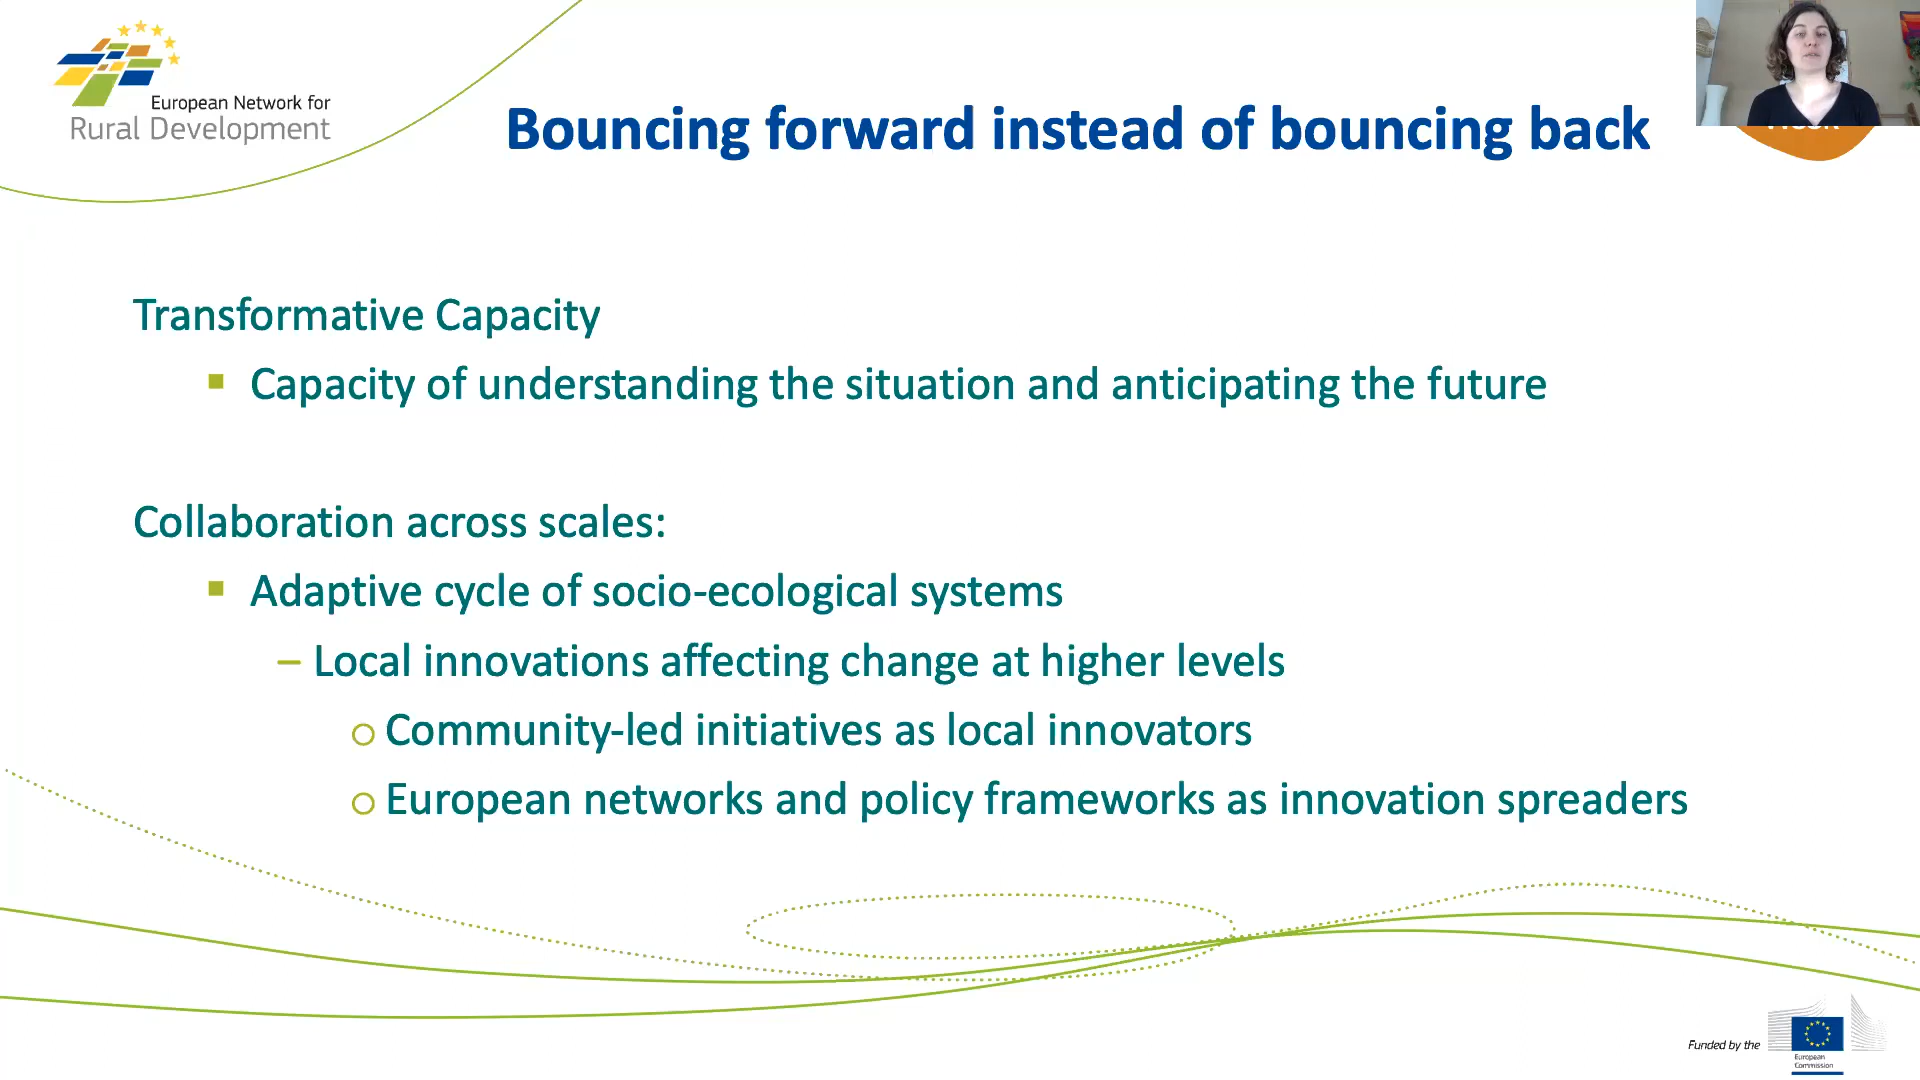 European Network for
Rural Development
Bouncing forward instead of bouncing back
Transformative Capacity
▪ Capacity of understanding the situation and anticipating the future
Collaboration across scales:
▪ Adaptive cycle of socio-ecological systems
– Local innovations affecting change at higher levels
o Community-led initiatives as local innovators
o European networks and policy frameworks as innovation spreaders
Funded by the
European
Commission